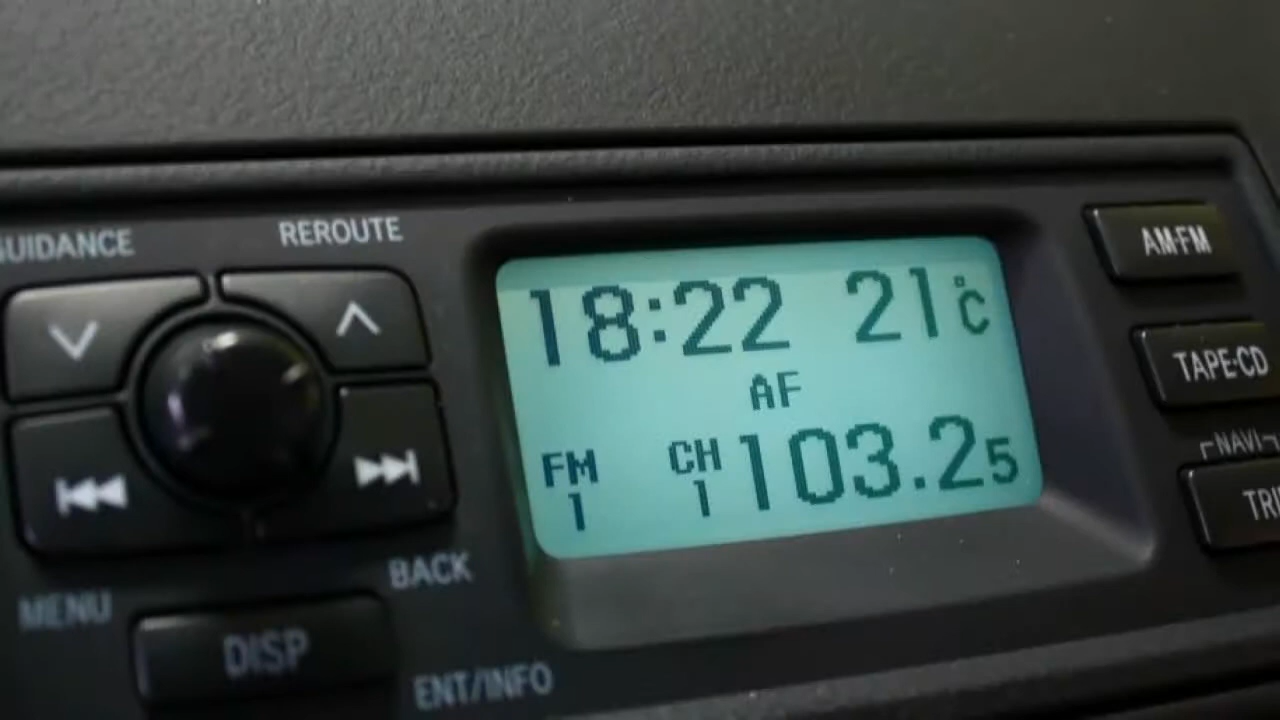 GUIDANCE
REROUTE
18:22 21°C
AF
FM 1
CH 1 103.25
AM·FM
TAPE·CD
NAVI
MENU
BACK
DISP
ENT/INFO